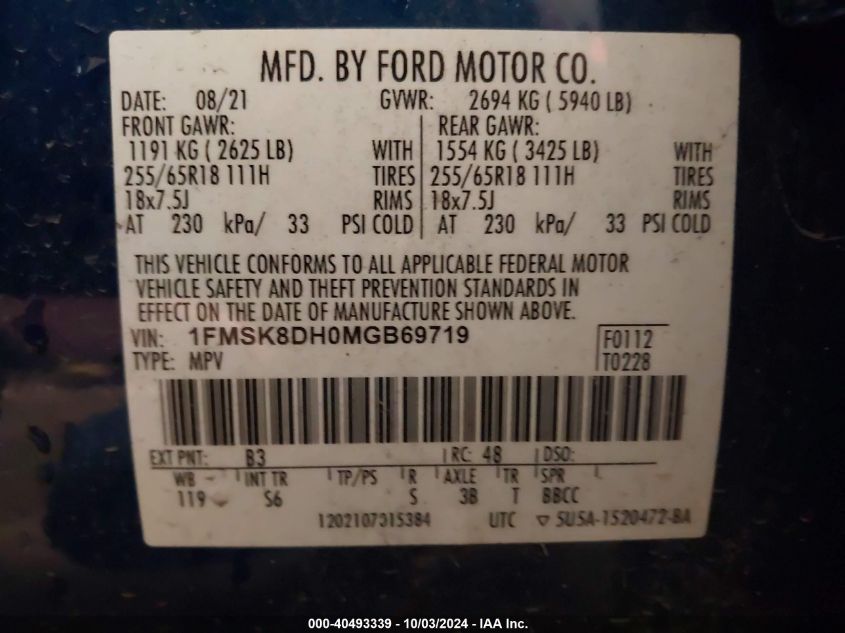 MFD. BY FORD MOTOR CO.
DATE: 08/21 GVWR: 2694 KG ( 5940 LB)
FRONT GAWR: REAR GAWR:
1191 KG ( 2625 LB) WITH 1554 KG ( 3425 LB) WITH
255/65R18 111H TIRES 255/65R18 111H TIRES
18x7.5J RIMS 18x7.5J RIMS
AT 230 kPa/ 33 PSI COLD AT 230 kPa/ 33 PSI COLD
THIS VEHICLE CONFORMS TO ALL APPLICABLE FEDERAL MOTOR
VEHICLE SAFETY AND THEFT PREVENTION STANDARDS IN
EFFECT ON THE DATE OF MANUFACTURE SHOWN ABOVE.
VIN: 1FMSK8DH0MGB69719 F0112
TYPE: MPV T0228
EXT PNT: B3 RC: 48 DSO:
WB INT TR TP/PS R AXLE TR SPR
119 S6 S 3B T BBCC
1202107315384 UTC ▽ 5U5A-1520472-BA
000-40493339 - 10/03/2024 - IAA Inc.